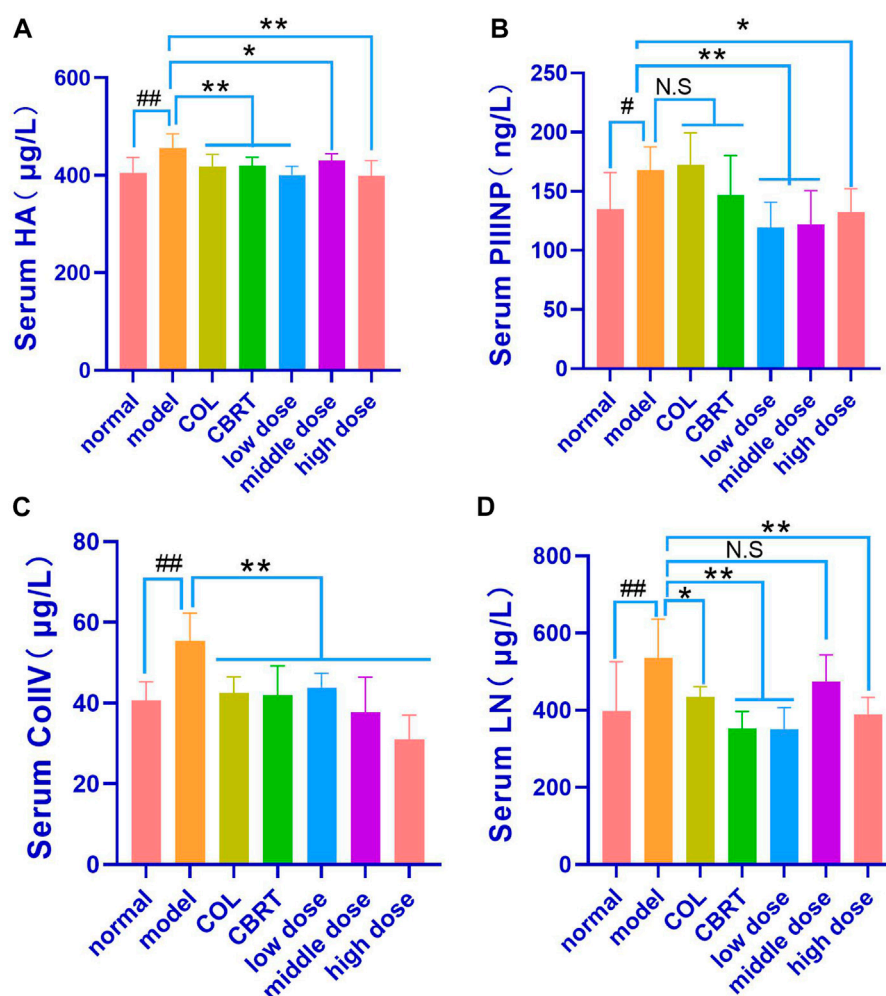 A
Serum HA( μg/L)
600
400
200
0
##
**
*
**
normal
model
COL
CBRT
low dose
middle dose
high dose
B
Serum PIIINP( ng/L)
250
200
150
100
50
0
#
N.S
**
*
normal
model
COL
CBRT
low dose
middle dose
high dose
C
Serum ColIV( μg/L)
80
60
40
20
0
##
**
normal
model
COL
CBRT
low dose
middle dose
high dose
D
Serum LN( μg/L)
800
600
400
200
0
##
*
**
N.S
**
normal
model
COL
CBRT
low dose
middle dose
high dose